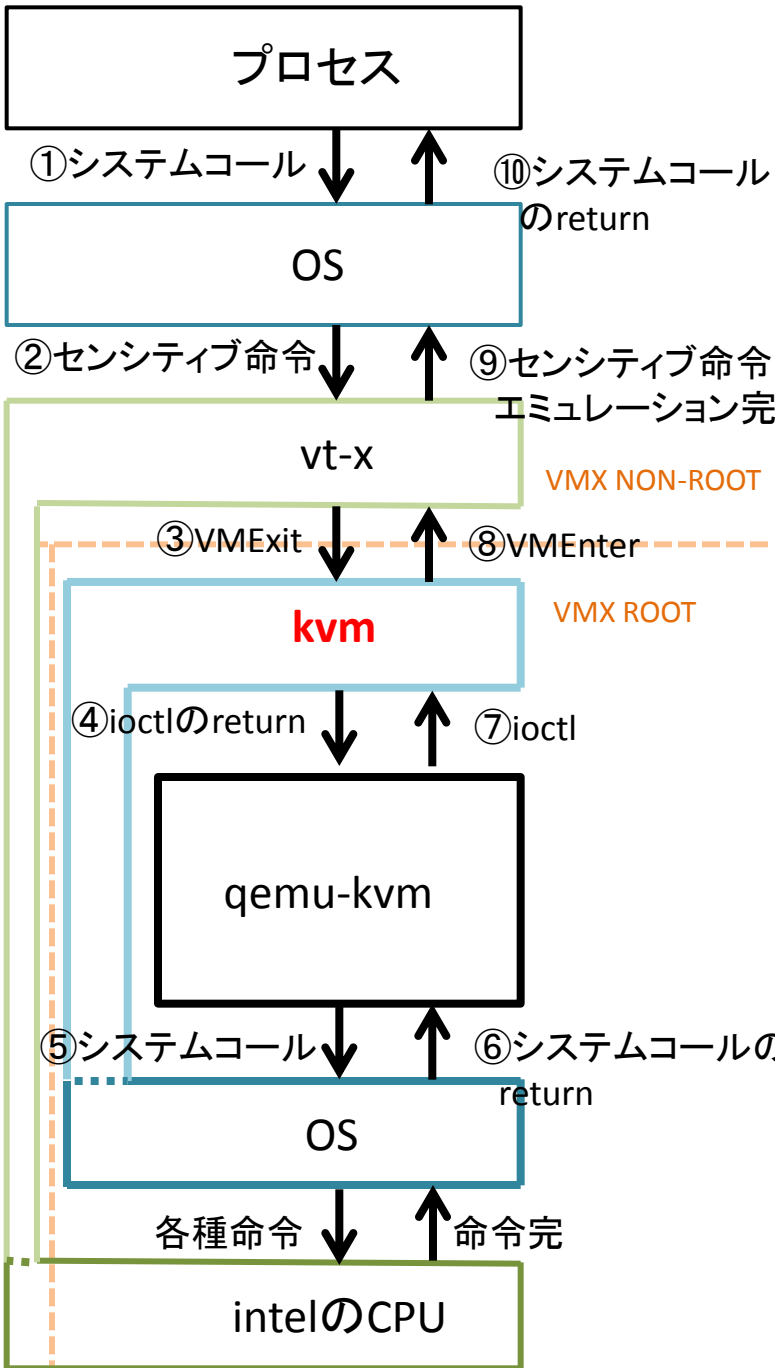 プロセス
①システムコール
⑩システムコール
のreturn
OS
②センシティブ命令
⑨センシティブ命令
エミュレーション完
vt-x
VMX NON-ROOT
③VMExit
⑧VMEnter
VMX ROOT
kvm
④ioctlのreturn
⑦ioctl
qemu-kvm
⑤システムコール
⑥システムコールの
return
OS
各種命令
命令完
intelのCPU